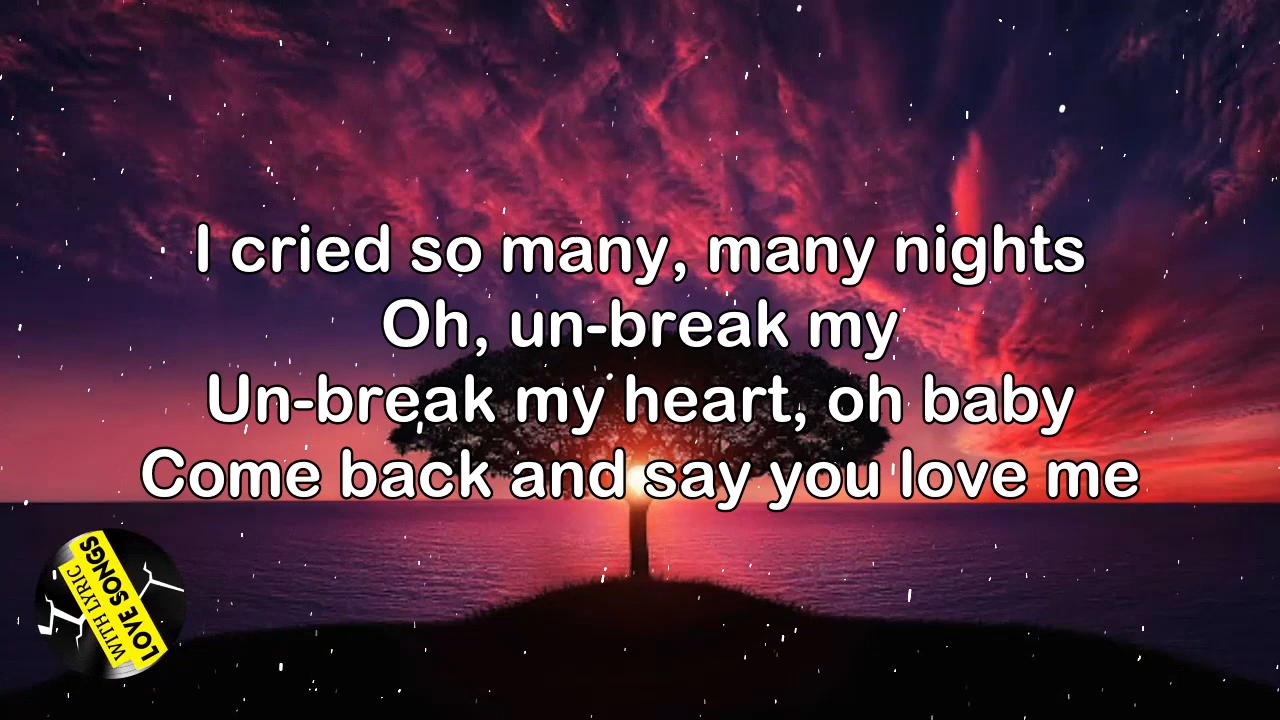 I cried so many, many nights
Oh, un-break my
Un-break my heart, oh baby
Come back and say you love me
LOVE SONGS
WITH LYRIC